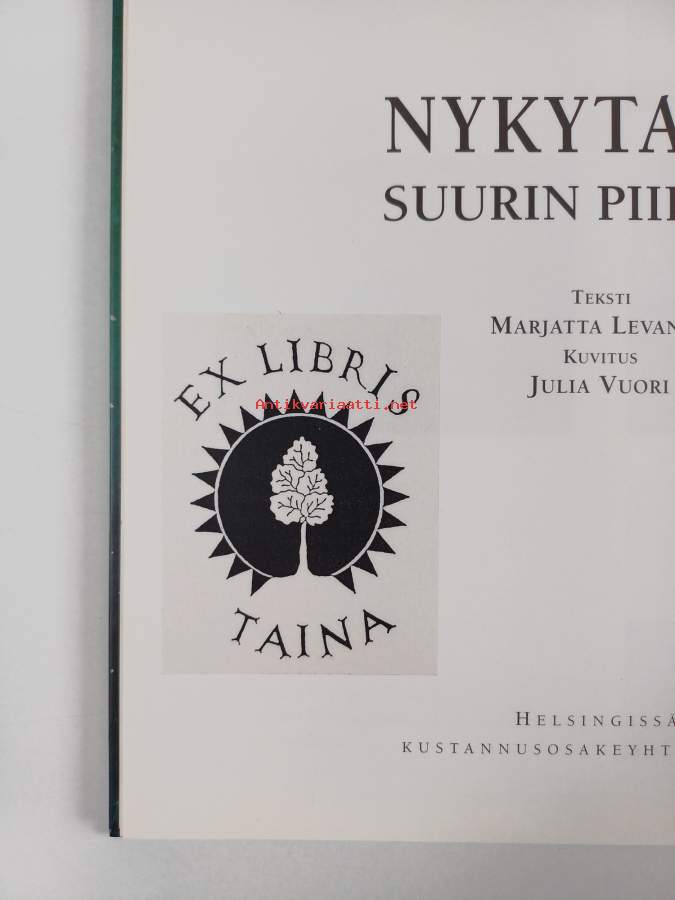 NYKYTA
SUURIN PII
TEKSTI
MARJATTA LEVAN
KUVITUS
JULIA VUORI
EX LIBRIS
Antikvariaatti.net
TAINA
HELSINGISSÄ
KUSTANNUSOSAKEYHT